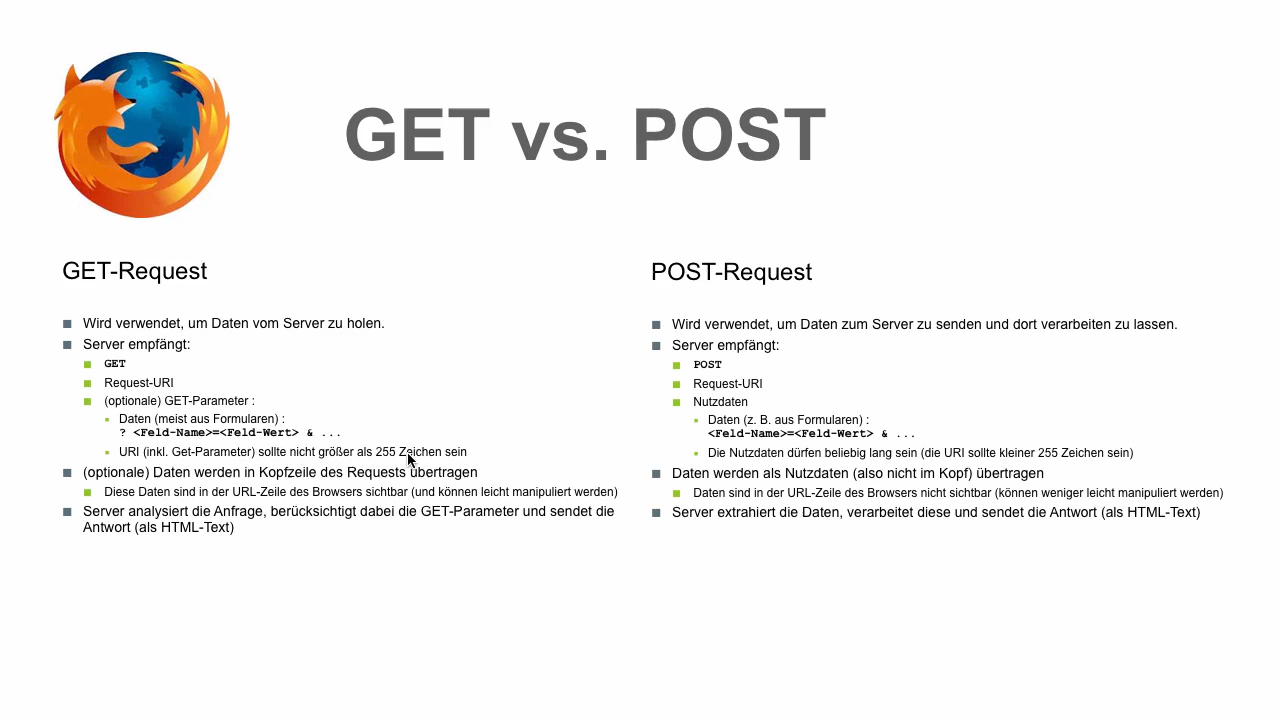 GET vs. POST
GET-Request
Wird verwendet, um Daten vom Server zu holen.
Server empfängt:
GET
Request-URI
(optionale) GET-Parameter :
Daten (meist aus Formularen) :
? <Feld-Name>=<Feld-Wert> & ...
URI (inkl. Get-Parameter) sollte nicht größer als 255 Zeichen sein
(optionale) Daten werden in Kopfzeile des Requests übertragen
Diese Daten sind in der URL-Zeile des Browsers sichtbar (und können leicht manipuliert werden)
Server analysiert die Anfrage, berücksichtigt dabei die GET-Parameter und sendet die
Antwort (als HTML-Text)
POST-Request
Wird verwendet, um Daten zum Server zu senden und dort verarbeiten zu lassen.
Server empfängt:
POST
Request-URI
Nutzdaten
Daten (z. B. aus Formularen) :
<Feld-Name>=<Feld-Wert> & ...
Die Nutzdaten dürfen beliebig lang sein (die URI sollte kleiner 255 Zeichen sein)
Daten werden als Nutzdaten (also nicht im Kopf) übertragen
Daten sind in der URL-Zeile des Browsers nicht sichtbar (können weniger leicht manipuliert werden)
Server extrahiert die Daten, verarbeitet diese und sendet die Antwort (als HTML-Text)